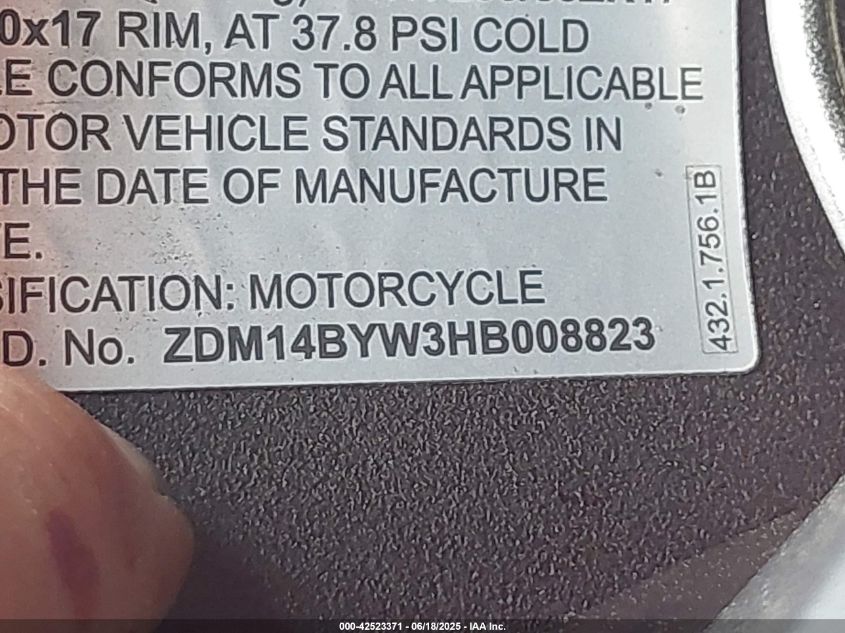 0x17 RIM, AT 37.8 PSI COLD
LE CONFORMS TO ALL APPLICABLE
OTOR VEHICLE STANDARDS IN
THE DATE OF MANUFACTURE
TE.
SIFICATION: MOTORCYCLE
D. No. ZDM14BYW3HB008823
432.1.756.1B
000-42523371 - 06/18/2025 - IAA Inc.